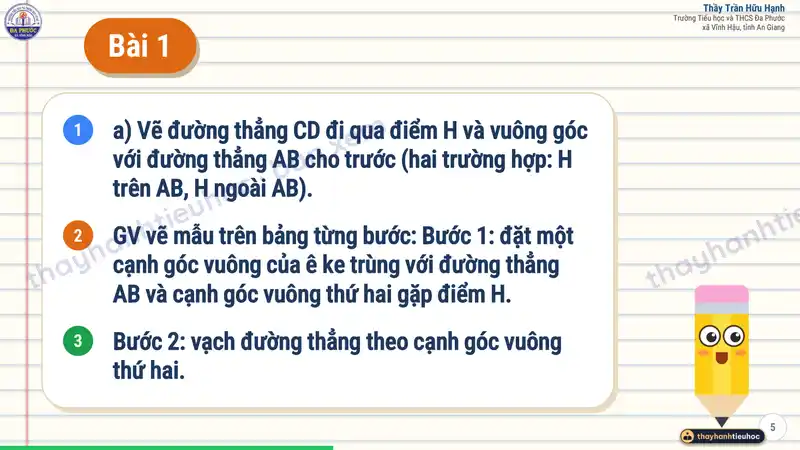 Thầy Trần Hữu Hạnh
Trường Tiểu học và THCS Đa Phước
xã Vĩnh Hậu, tỉnh An Giang
ĐA PHƯỚC
Bài 1
1
a) Vẽ đường thẳng CD đi qua điểm H và vuông góc
với đường thẳng AB cho trước (hai trường hợp: H
trên AB, H ngoài AB).
2
GV vẽ mẫu trên bảng từng bước: Bước 1: đặt một
cạnh góc vuông của ê ke trùng với đường thẳng
AB và cạnh góc vuông thứ hai gặp điểm H.
3
Bước 2: vạch đường thẳng theo cạnh góc vuông
thứ hai.
5
thayhanhtieuhoc